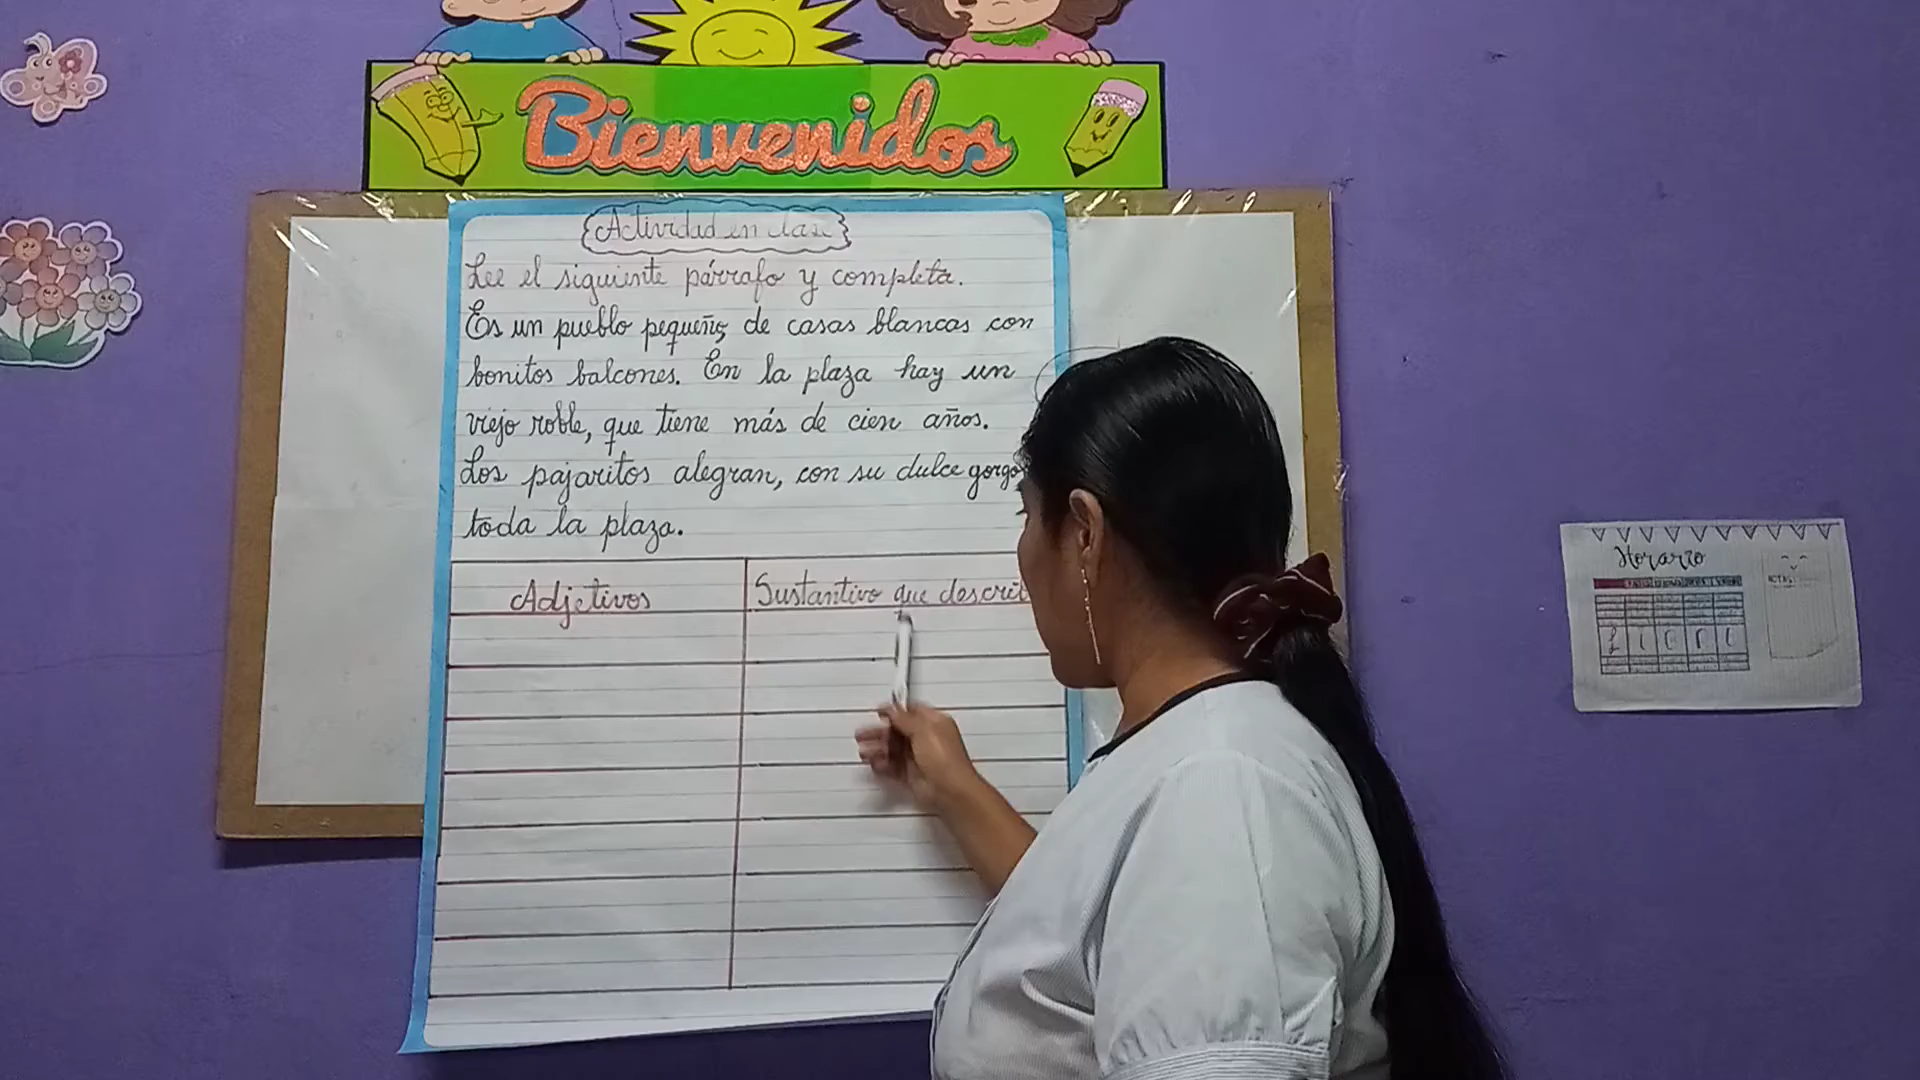 Bienvenidos
Actividad en clase
Lee el siguiente párrafo y completa.
Es un pueblo pequeño, de casas blancas con
bonitos balcones. En la plaza hay un
viejo roble, que tiene más de cien años.
Los pajaritos alegran, con su dulce gorgo
toda la plaza.
Adjetivos
Sustantivo que descri
Horario
NOTAS:
L